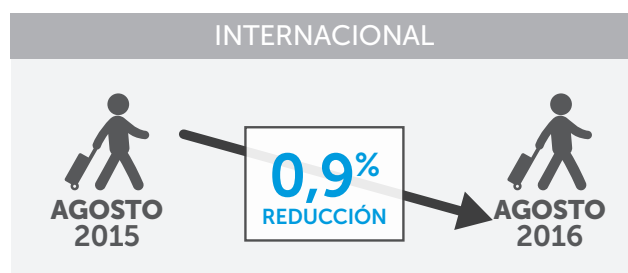 INTERNACIONAL
AGOSTO
2015
0,9%
REDUCCIÓN
AGOSTO
2016